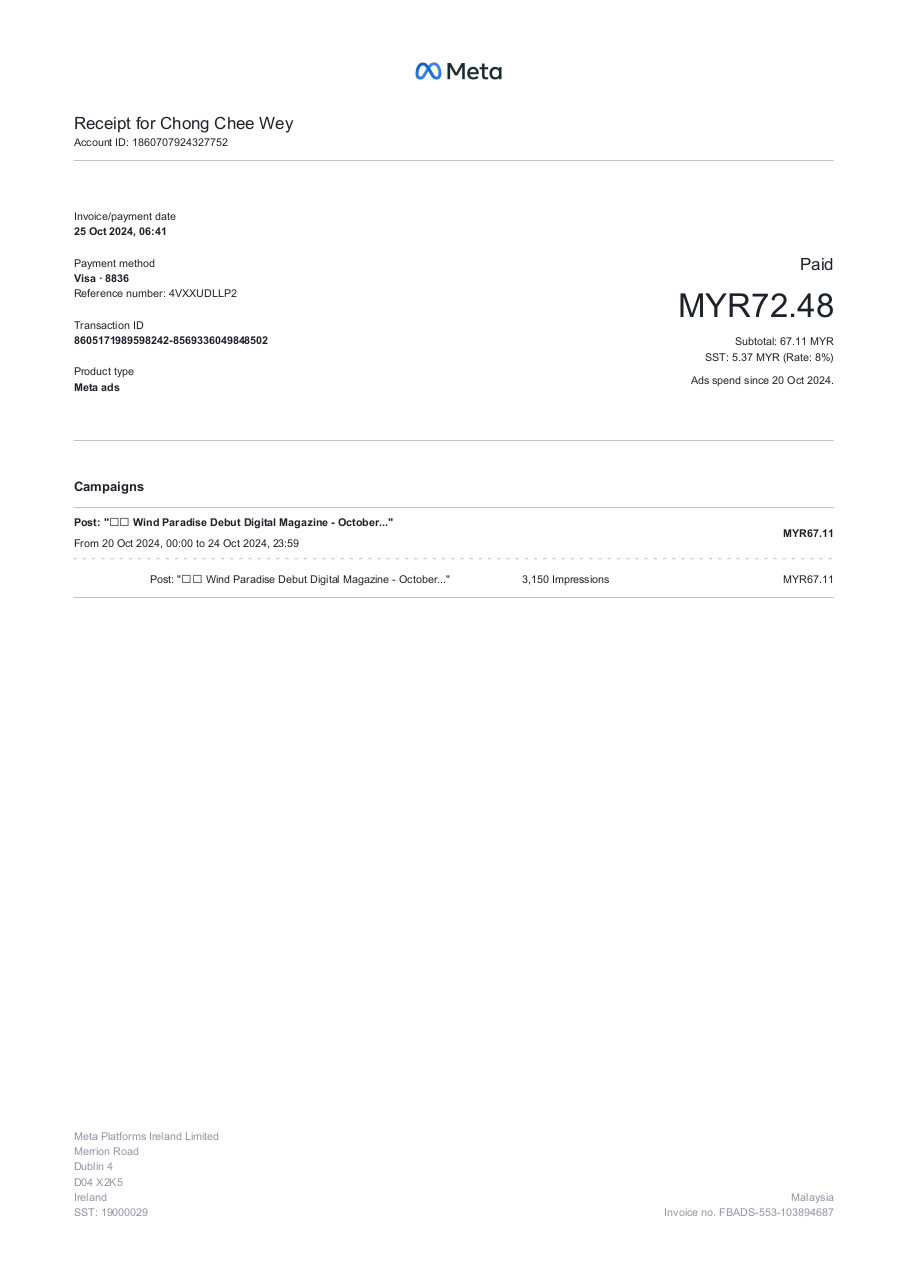 Meta
Receipt for Chong Chee Wey
Account ID: 1860707924327752
Invoice/payment date
25 Oct 2024, 06:41
Payment method
Visa · 8836
Reference number: 4VXXUDLLP2
Transaction ID
8605171989598242-8569336049848502
Product type
Meta ads
Paid
MYR72.48
Subtotal: 67.11 MYR
SST: 5.37 MYR (Rate: 8%)
Ads spend since 20 Oct 2024.
Campaigns
Post: "☐☐ Wind Paradise Debut Digital Magazine - October..."
From 20 Oct 2024, 00:00 to 24 Oct 2024, 23:59
MYR67.11
Post: "☐☐ Wind Paradise Debut Digital Magazine - October..." 3,150 Impressions MYR67.11
Meta Platforms Ireland Limited
Merrion Road
Dublin 4
D04 X2K5
Ireland
SST: 19000029
Malaysia
Invoice no. FBADS-553-103894687